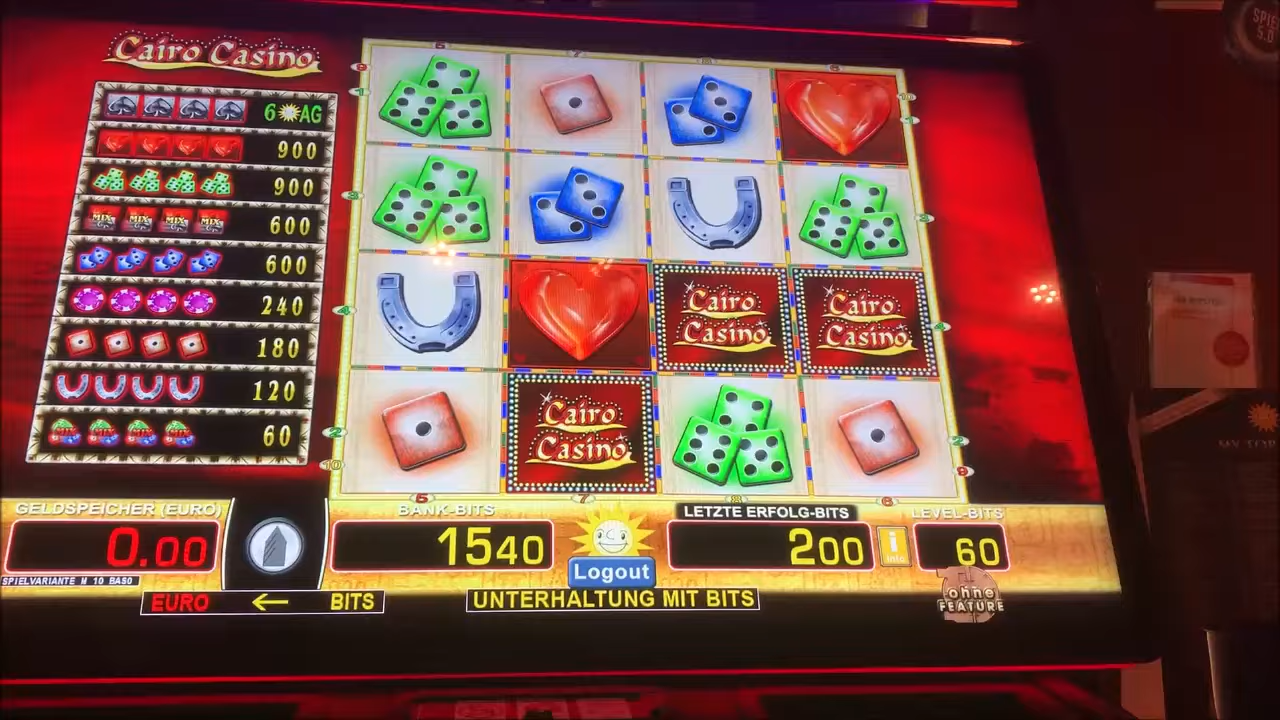 Cairo Casino
6 AG
900
900
MIX MIX MIX MIX 600
600
240
180
120
60
Cairo Casino
Cairo Casino
Cairo Casino
GELDSPEICHER (EURO)
0.00
SPIELVARIANTE M 10 BAS0
EURO ← BITS
BANK-BITS
1540
Logout
UNTERHALTUNG MIT BITS
LETZTE ERFOLG-BITS
200
i
info
LEVEL-BITS
60
ohne
FEATURE